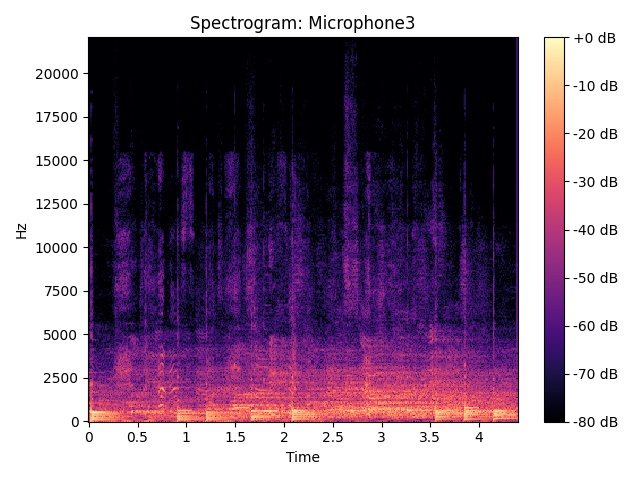 Spectrogram: Microphone3
20000
17500
15000
12500
10000
7500
5000
2500
0
Hz
0 0.5 1 1.5 2 2.5 3 3.5 4
Time
+0 dB
-10 dB
-20 dB
-30 dB
-40 dB
-50 dB
-60 dB
-70 dB
-80 dB